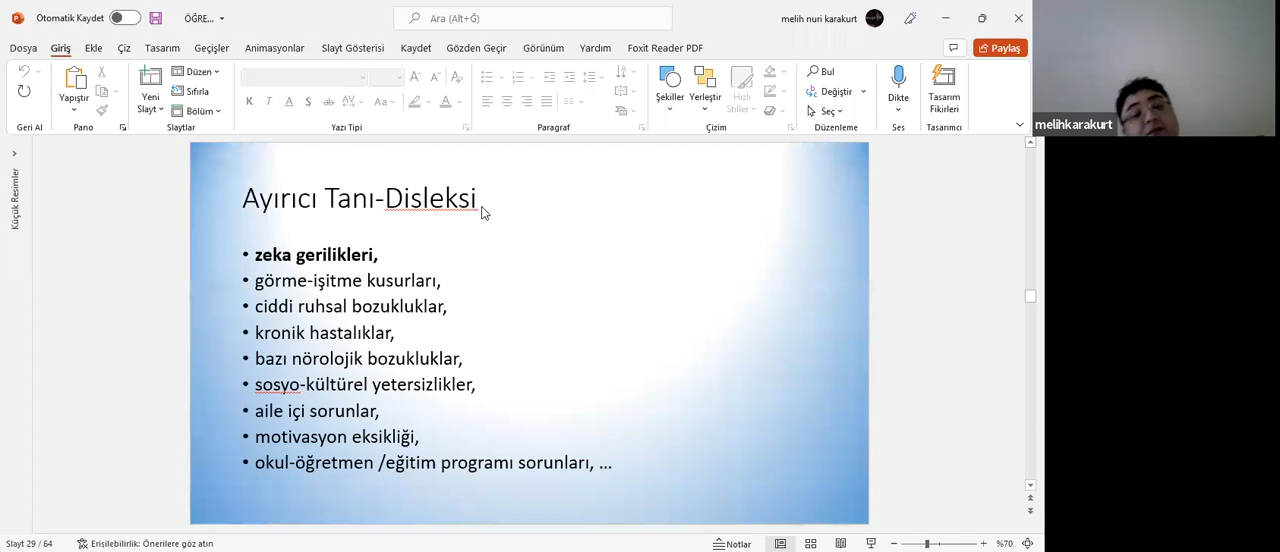 Otomatik Kaydet
ÖĞRE...
Ara (Alt+Ğ)
melih nuri karakurt
Dosya Giriş Ekle Çiz Tasarım Geçişler Animasyonlar Slayt Gösterisi Kaydet Gözden Geçir Görünüm Yardım Foxit Reader PDF
Paylaş
Yapıştır
Yeni
Slayt
Düzen
Sıfırla
Bölüm
K T A S ab AV Aa A
Şekiller
Yerleştir
Hızlı
Stiller
Bul
Değiştir
Seç
Dikte
Tasarım
Fikirleri
Geri Al Pano Slaytlar Yazı Tipi Paragraf Çizim Düzenleme Ses Tasarımcı
melihkarakurt
Küçük Resimler
Ayırıcı Tanı-Disleksi
• zeka gerilikleri,
• görme-işitme kusurları,
• ciddi ruhsal bozukluklar,
• kronik hastalıklar,
• bazı nörolojik bozukluklar,
• sosyo-kültürel yetersizlikler,
• aile içi sorunlar,
• motivasyon eksikliği,
• okul-öğretmen /eğitim programı sorunları, ...
Slayt 29 / 64
Erişilebilirlik: Önerilere göz atın
Notlar
%70